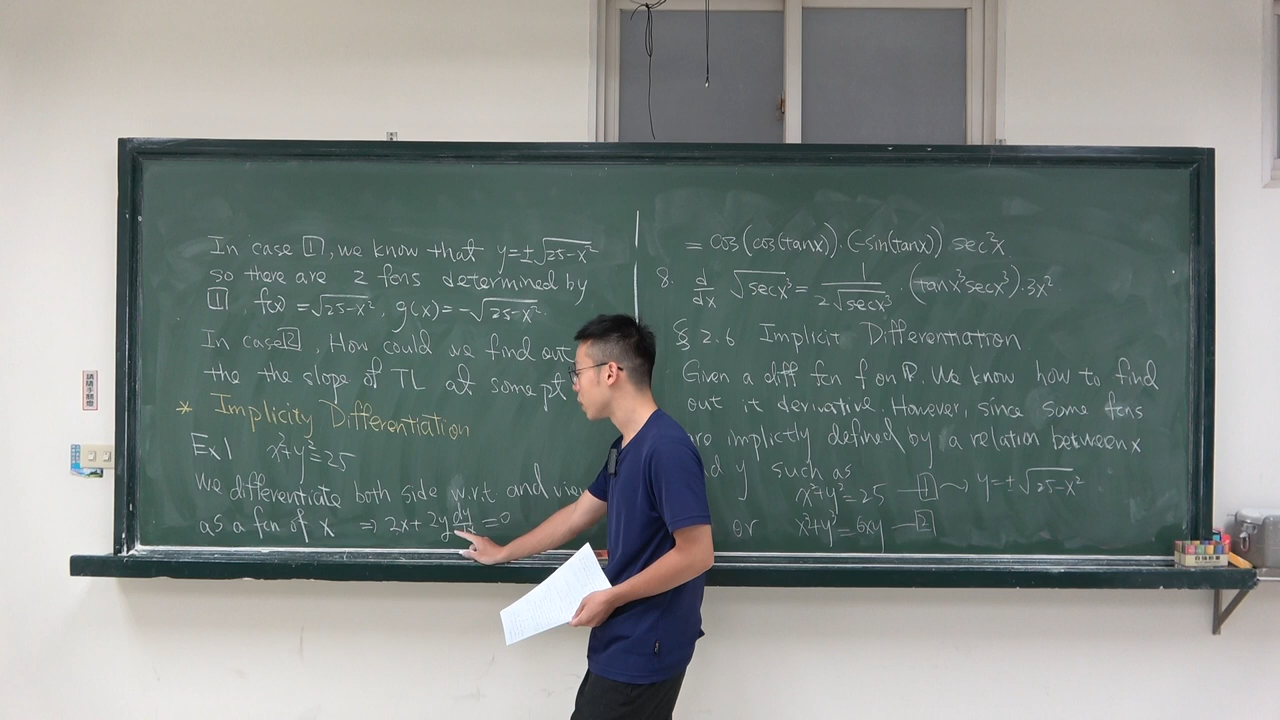 In case 1, we know that y=±√25-x²
so there are 2 fcns determined by
1 f(x) = √25-x², g(x) = -√25-x².
In case 2, How could we find out
the the slope of TL at some pt
* Implicity Differentiation
Ex1 x²+y²=25
We differentiate both side w.r.t and view
as a fcn of x ⇒ 2x + 2y dy/dx = 0
= cos(cos(tanx))·(-sin(tanx)) sec²x
8. d/dx √secx³ = 1/2√secx³ ·(tanx³secx³)·3x².
§ 2.6 Implicit Differentiation
Given a diff fcn f on ℝ. We know how to find
out it derivative. However, since some fcns
are implictly defined by a relation between x
and y such as
x²+y²=25 —1 ⤳ y=±√25-x²
or x³+y³=6xy —2
請隨手關燈